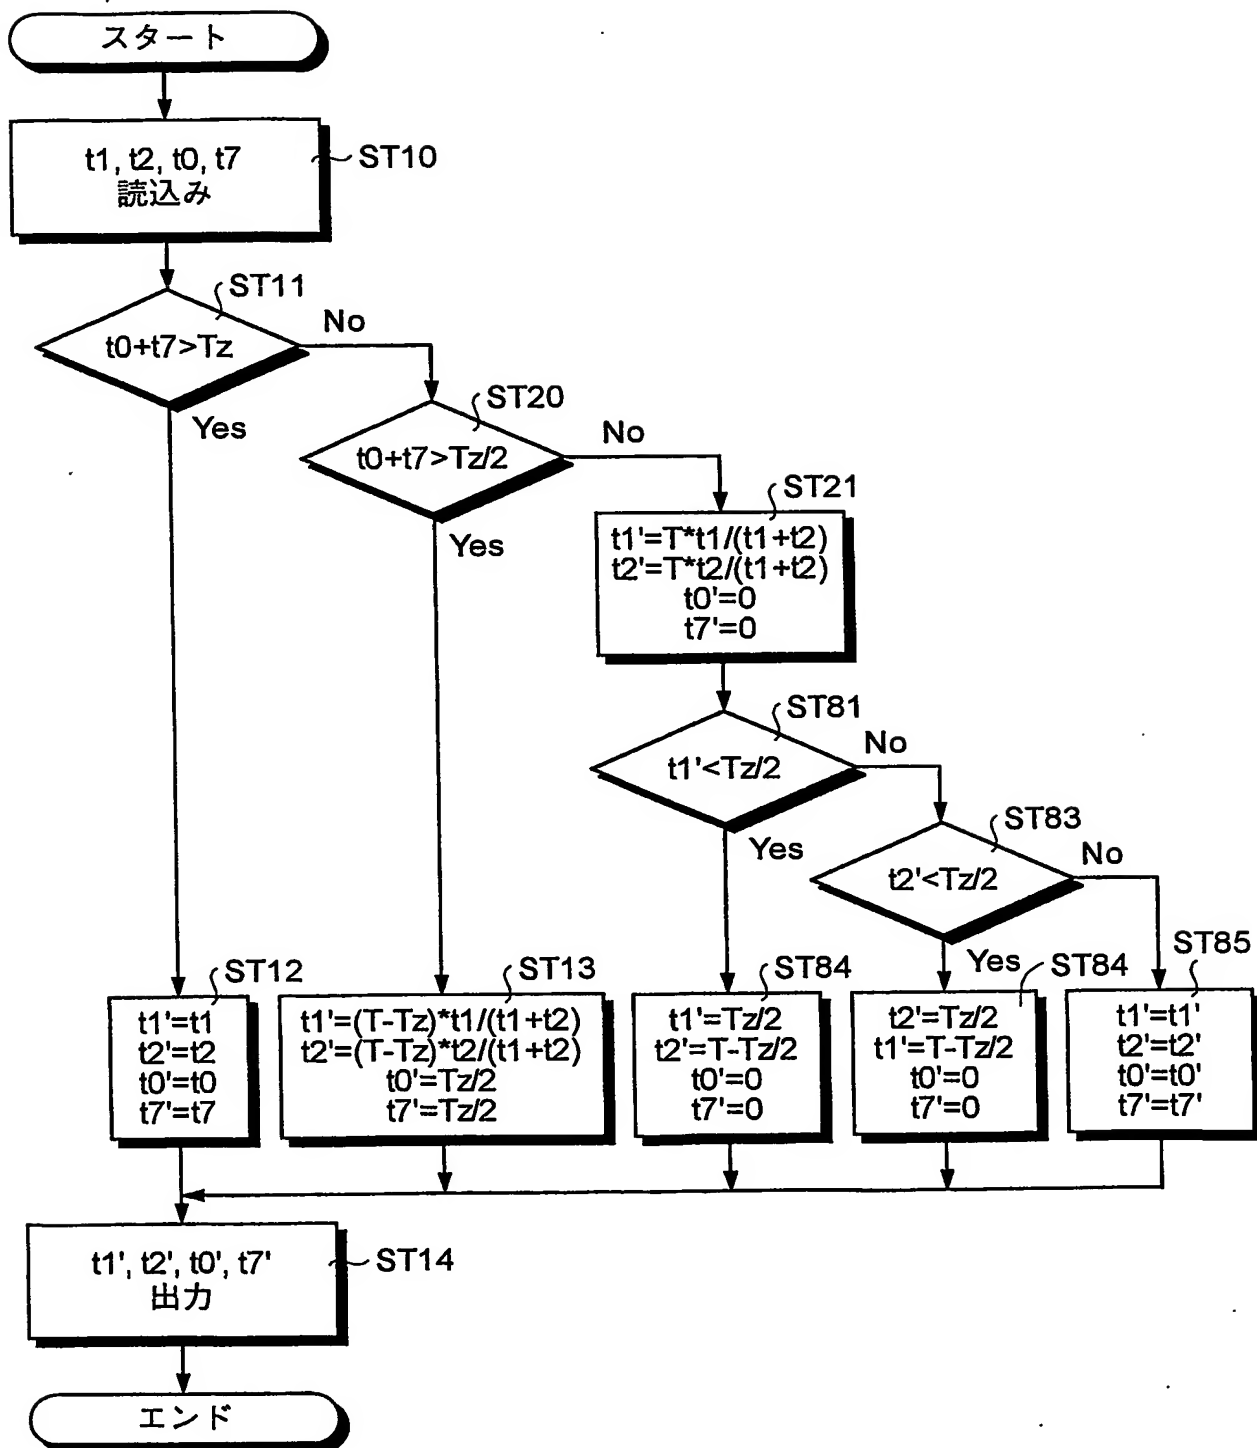 スタート
t1, t2, t0, t7
読込み
ST10
ST11
t0+t7>Tz
No
Yes
ST20
t0+t7>Tz/2
No
Yes
ST21
t1'=T*t1/(t1+t2)
t2'=T*t2/(t1+t2)
t0'=0
t7'=0
ST81
t1'<Tz/2
No
Yes
ST83
t2'<Tz/2
No
Yes
ST12
t1'=t1
t2'=t2
t0'=t0
t7'=t7
ST13
t1'=(T-Tz)*t1/(t1+t2)
t2'=(T-Tz)*t2/(t1+t2)
t0'=Tz/2
t7'=Tz/2
ST84
t1'=Tz/2
t2'=T-Tz/2
t0'=0
t7'=0
ST84
t2'=Tz/2
t1'=T-Tz/2
t0'=0
t7'=0
ST85
t1'=t1'
t2'=t2'
t0'=t0'
t7'=t7'
t1', t2', t0', t7'
出力
ST14
エンド